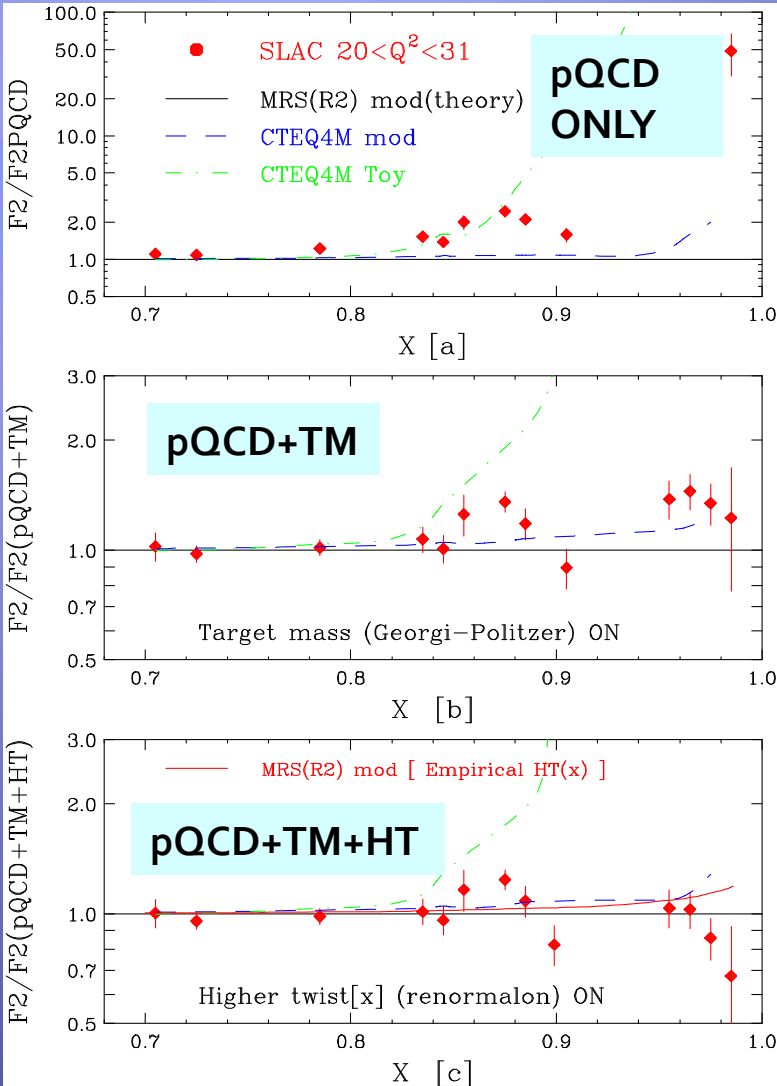 50.0
20.0
10.0
5.0
2.0
1.0
0.5
F2/F2PQCD
SLAC 20<Q²<31
MRS(R2) mod(theory)
CTEQ4M mod
CTEQ4M Toy
pQCD
ONLY
0.7 0.8 0.9 1.0
X [a]
3.0
2.0
1.0
0.7
0.5
F2/F2(pQCD+TM)
pQCD+TM
Target mass (Georgi-Politzer) ON
0.7 0.8 0.9 1.0
X [b]
3.0
2.0
1.0
0.7
0.5
F2/F2(pQCD+TM+HT)
MRS(R2) mod [ Empirical HT(x) ]
pQCD+TM+HT
Higher twist[x] (renormalon) ON
0.7 0.8 0.9 1.0
X [c]